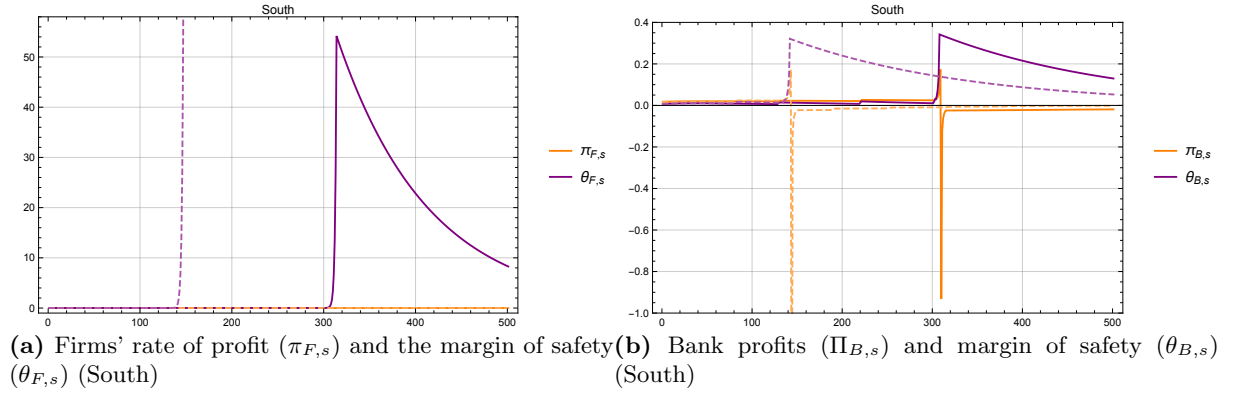 South
50
40
30
20
10
0
0 100 200 300 400 500
π_{F,s}
θ_{F,s}
South
0.4
0.2
0.0
-0.2
-0.4
-0.6
-0.8
-1.0
0 100 200 300 400 500
π_{B,s}
θ_{B,s}
(a) Firms' rate of profit (π_{F,s}) and the margin of safety
(θ_{F,s}) (South)
(b) Bank profits (Π_{B,s}) and margin of safety (θ_{B,s})
(South)